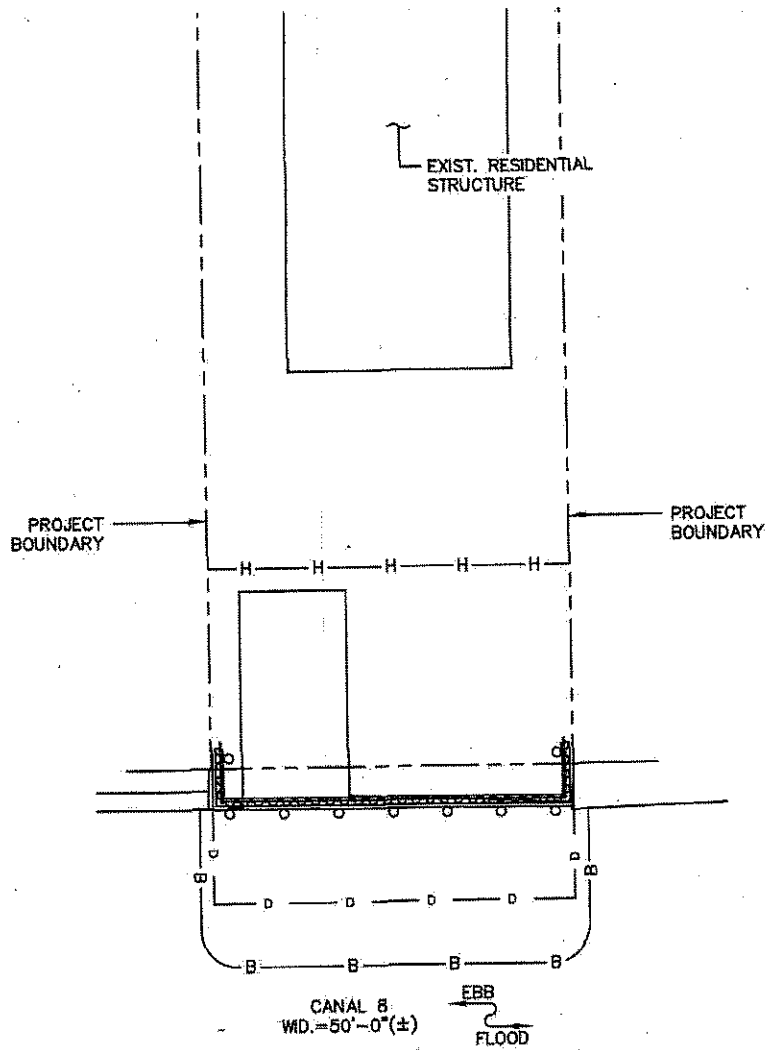 EXIST. RESIDENTIAL
STRUCTURE
PROJECT
BOUNDARY
PROJECT
BOUNDARY
H H H H H
D D
B B
D D D D
B B B B
CANAL 8
WID.=50'-0"(±)
EBB
FLOOD